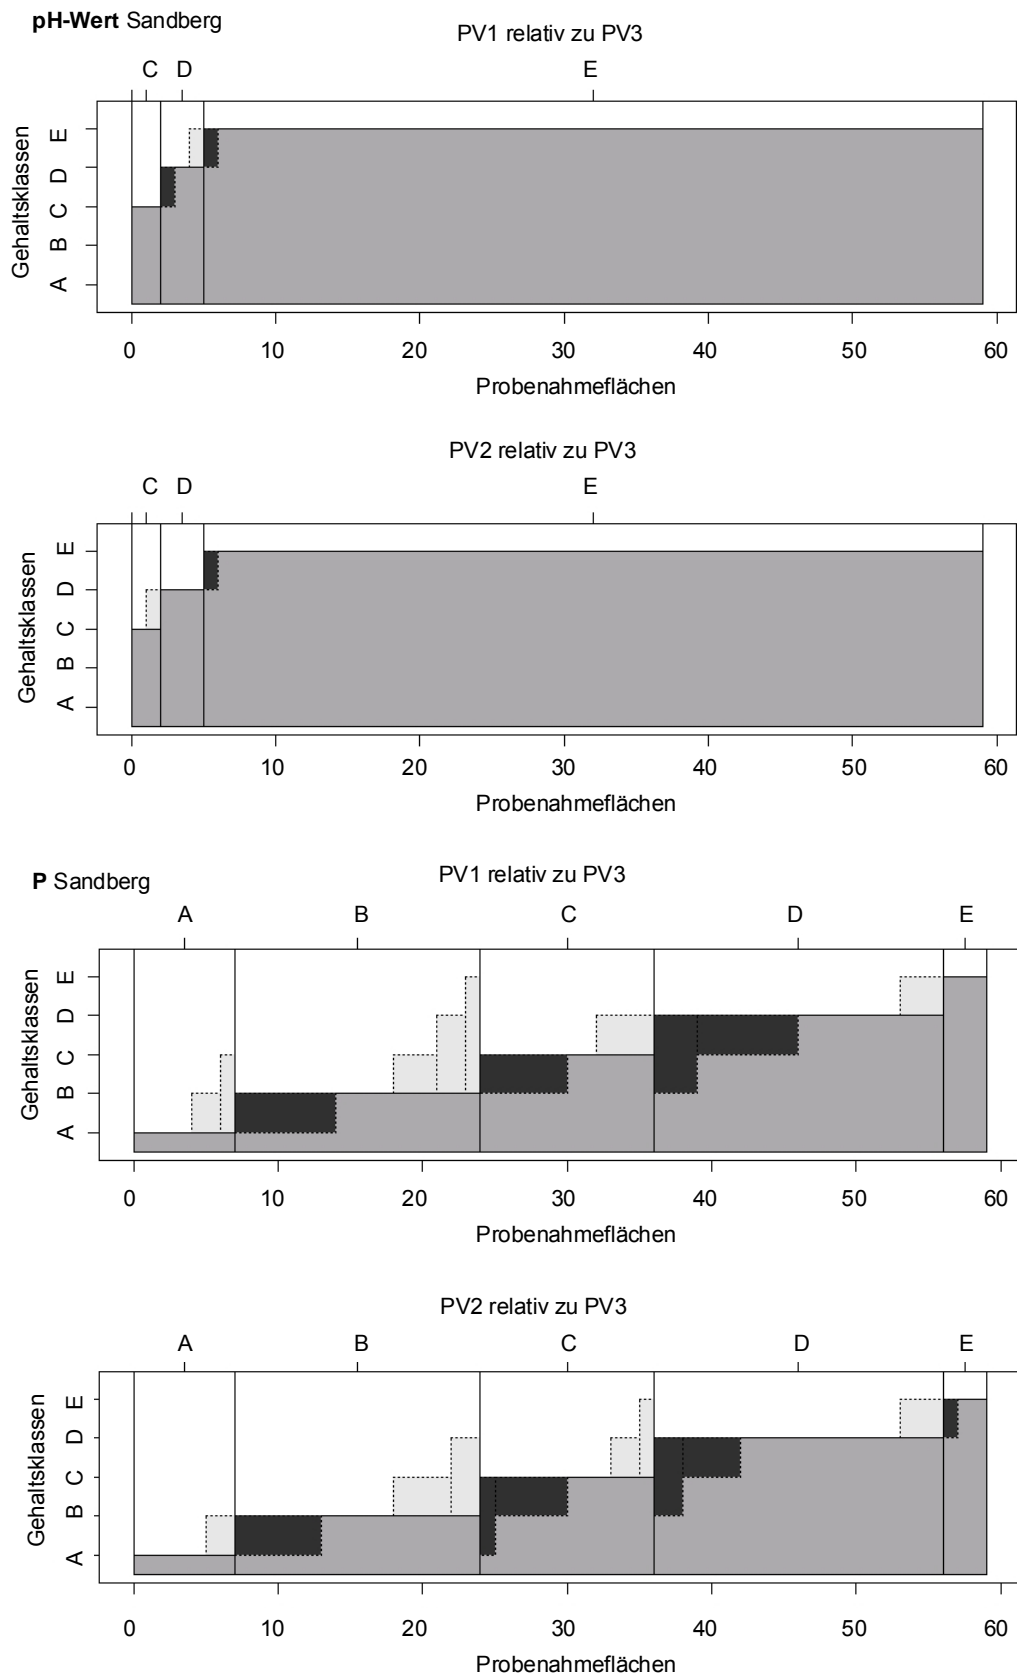 pH-Wert Sandberg
PV1 relativ zu PV3
C D E
Gehaltsklassen
E
D
C
B
A
0 10 20 30 40 50 60
Probenahmeflächen
PV2 relativ zu PV3
C D E
Gehaltsklassen
E
D
C
B
A
0 10 20 30 40 50 60
Probenahmeflächen
P Sandberg
PV1 relativ zu PV3
A B C D E
Gehaltsklassen
E
D
C
B
A
0 10 20 30 40 50 60
Probenahmeflächen
PV2 relativ zu PV3
A B C D E
Gehaltsklassen
E
D
C
B
A
0 10 20 30 40 50 60
Probenahmeflächen